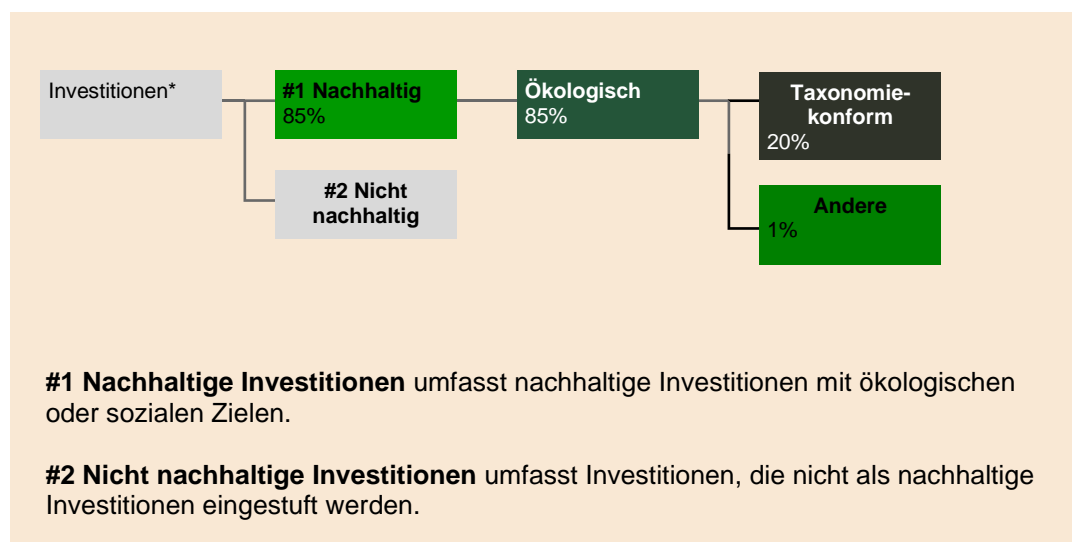 Investitionen*
#1 Nachhaltig
85%
#2 Nicht
nachhaltig
Ökologisch
85%
Taxonomie-
konform
20%
Andere
1%
#1 Nachhaltige Investitionen umfasst nachhaltige Investitionen mit ökologischen
oder sozialen Zielen.
#2 Nicht nachhaltige Investitionen umfasst Investitionen, die nicht als nachhaltige
Investitionen eingestuft werden.